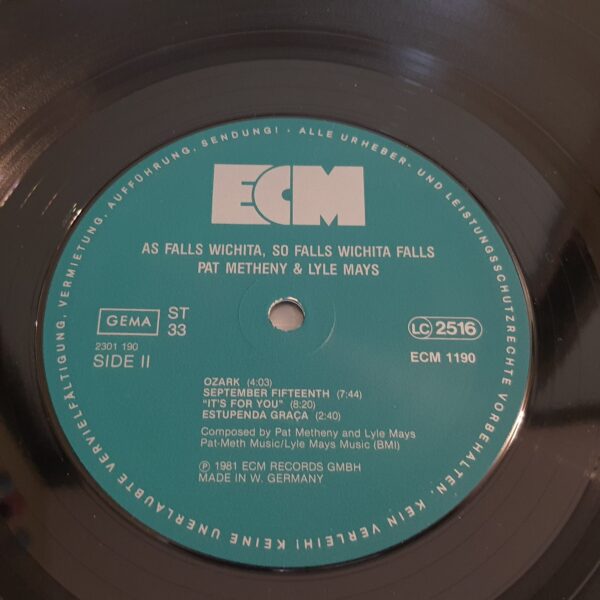 ECM
AS FALLS WICHITA, SO FALLS WICHITA FALLS
PAT METHENY & LYLE MAYS
GEMA
ST
33
2301 190
SIDE II
LC 2516
ECM 1190
OZARK (4:03)
SEPTEMBER FIFTEENTH (7:44)
"IT'S FOR YOU" (8:20)
ESTUPENDA GRAÇA (2:40)
Composed by Pat Metheny and Lyle Mays
Pat-Meth Music/Lyle Mays Music (BMI)
℗ 1981 ECM RECORDS GMBH
MADE IN W. GERMANY
ALLE URHEBER- UND LEISTUNGSSCHUTZRECHTE VORBEHALTEN. KEIN VERLEIH! KEINE UNERLAUBTE VERVIELFÄLTIGUNG, VERMIETUNG, AUFFÜHRUNG, SENDUNG! ·